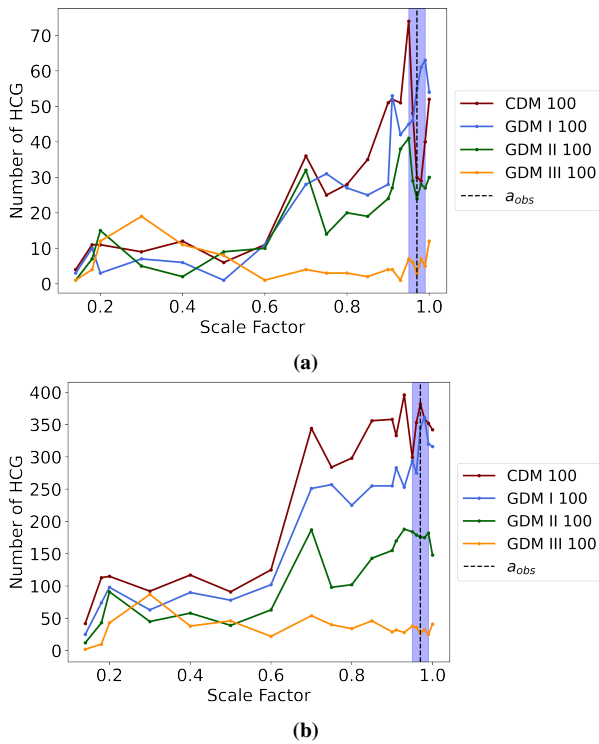 70
60
50
40
30
20
10
0
Number of HCG
0.2 0.4 0.6 0.8 1.0
Scale Factor
CDM 100
GDM I 100
GDM II 100
GDM III 100
a_obs
(a)
400
350
300
250
200
150
100
50
0
Number of HCG
0.2 0.4 0.6 0.8 1.0
Scale Factor
CDM 100
GDM I 100
GDM II 100
GDM III 100
a_obs
(b)